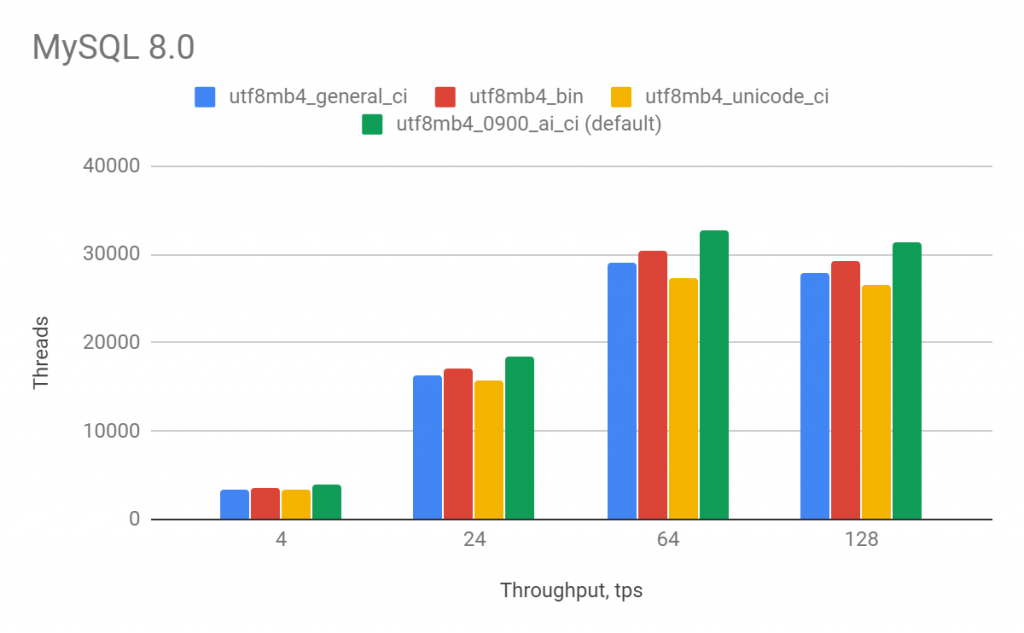 MySQL 8.0
utf8mb4_general_ci utf8mb4_bin utf8mb4_unicode_ci
utf8mb4_0900_ai_ci (default)
40000
30000
20000
10000
0
Threads
4 24 64 128
Throughput, tps